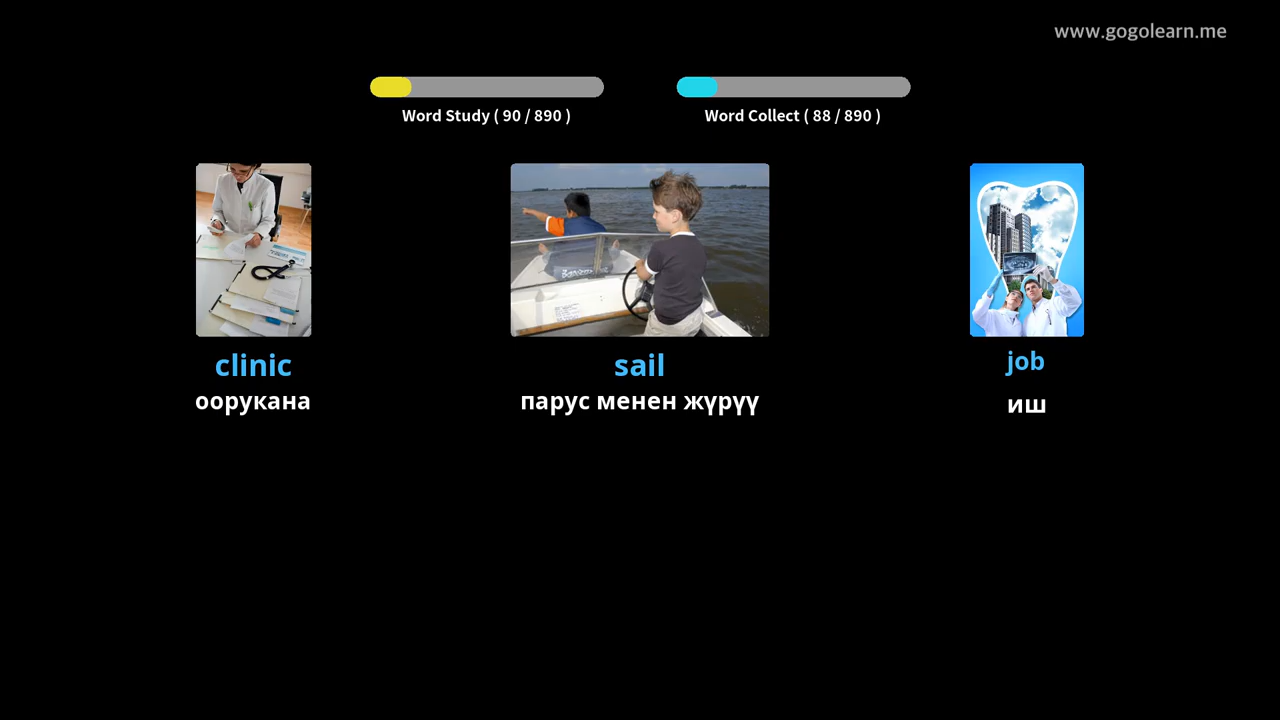 www.gogolearn.me
Word Study ( 90 / 890 )
Word Collect ( 88 / 890 )
clinic
оорукана
sail
парус менен жүрүү
job
иш